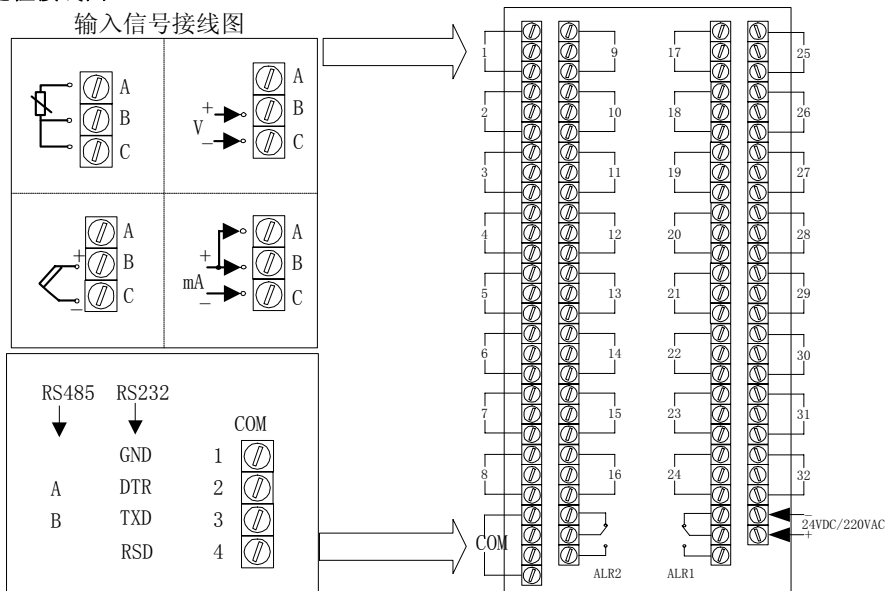 输入信号接线图
A
B
C
+
V
−
A
B
C
+
−
A
B
C
+
mA
−
A
B
C
RS485 RS232
COM
GND 1
A DTR 2
B TXD 3
RSD 4
1 9 17 25
2 10 18 26
3 11 19 27
4 12 20 28
5 13 21 29
6 14 22 30
7 15 23 31
8 16 24 32
−
24VDC/220VAC
+
COM
ALR2 ALR1